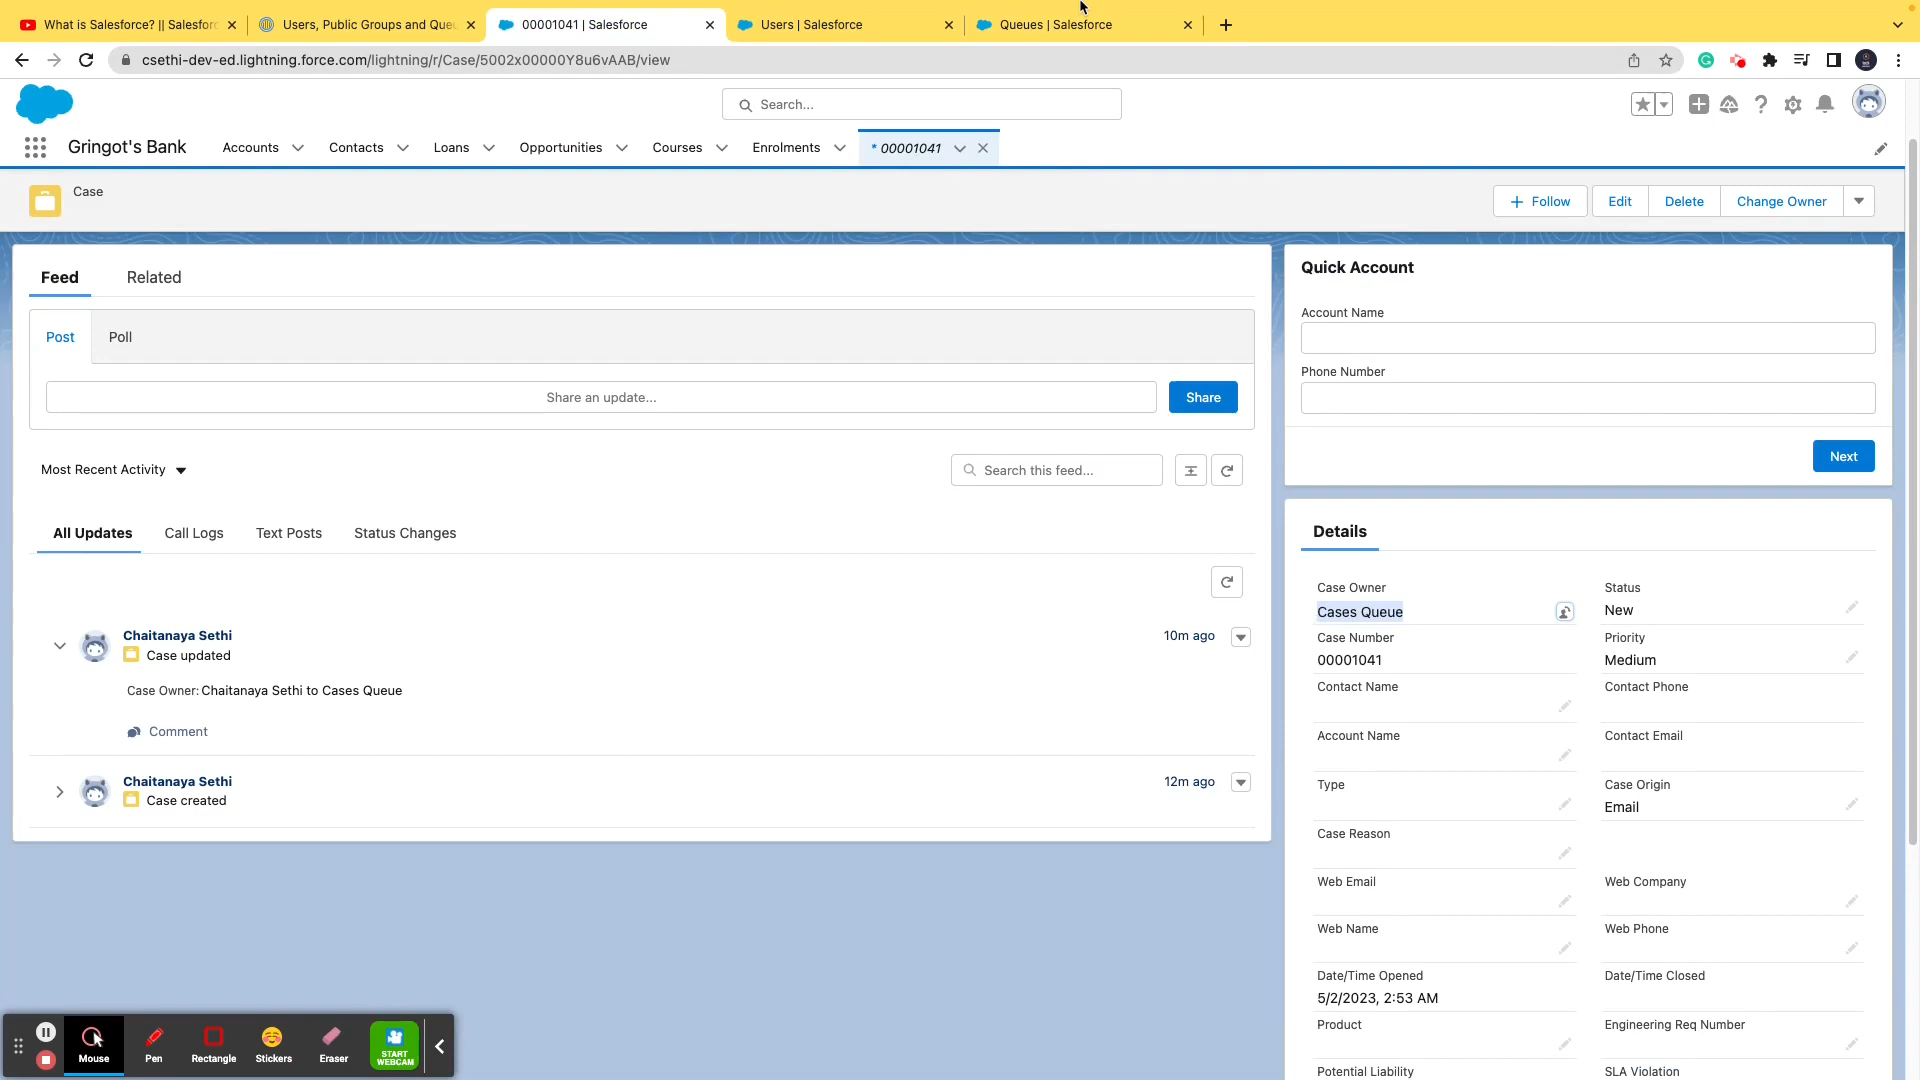 What is Salesforce? || Salesforc
Users, Public Groups and Que
00001041 | Salesforce
Users | Salesforce
Queues | Salesforce
csethi-dev-ed.lightning.force.com/lightning/r/Case/5002x00000Y8u6vAAB/view
Search...
Gringot's Bank
Accounts
Contacts
Loans
Opportunities
Courses
Enrolments
* 00001041
Case
Follow
Edit
Delete
Change Owner
Feed
Related
Post
Poll
Share an update...
Share
Most Recent Activity
Search this feed...
All Updates
Call Logs
Text Posts
Status Changes
Chaitanaya Sethi
10m ago
Case updated
Case Owner: Chaitanaya Sethi to Cases Queue
Comment
Chaitanaya Sethi
12m ago
Case created
Quick Account
Account Name
Phone Number
Next
Details
Case Owner
Cases Queue
Status
New
Case Number
00001041
Priority
Medium
Contact Name
Contact Phone
Account Name
Contact Email
Type
Case Origin
Email
Case Reason
Web Email
Web Company
Web Name
Web Phone
Date/Time Opened
5/2/2023, 2:53 AM
Date/Time Closed
Product
Engineering Req Number
Potential Liability
SLA Violation
Mouse
Pen
Rectangle
Stickers
Eraser
START
WEBCAM